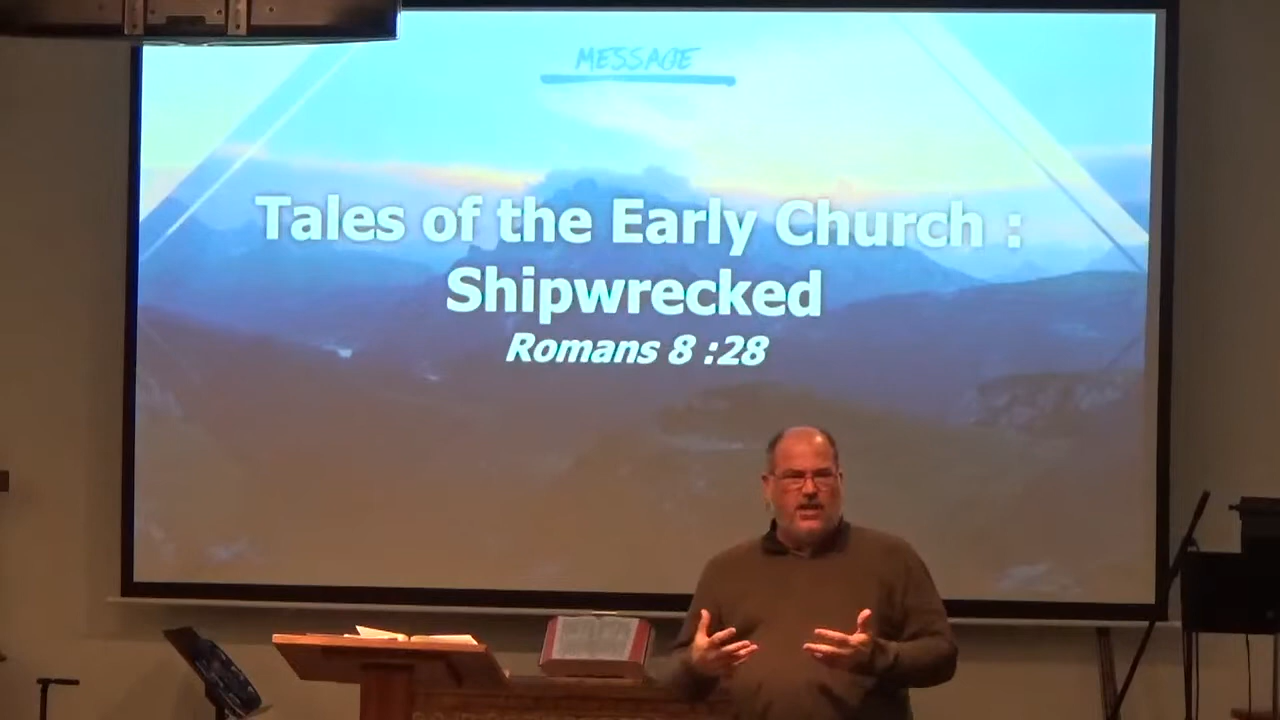 MESSAGE
Tales of the Early Church :
Shipwrecked
Romans 8 :28